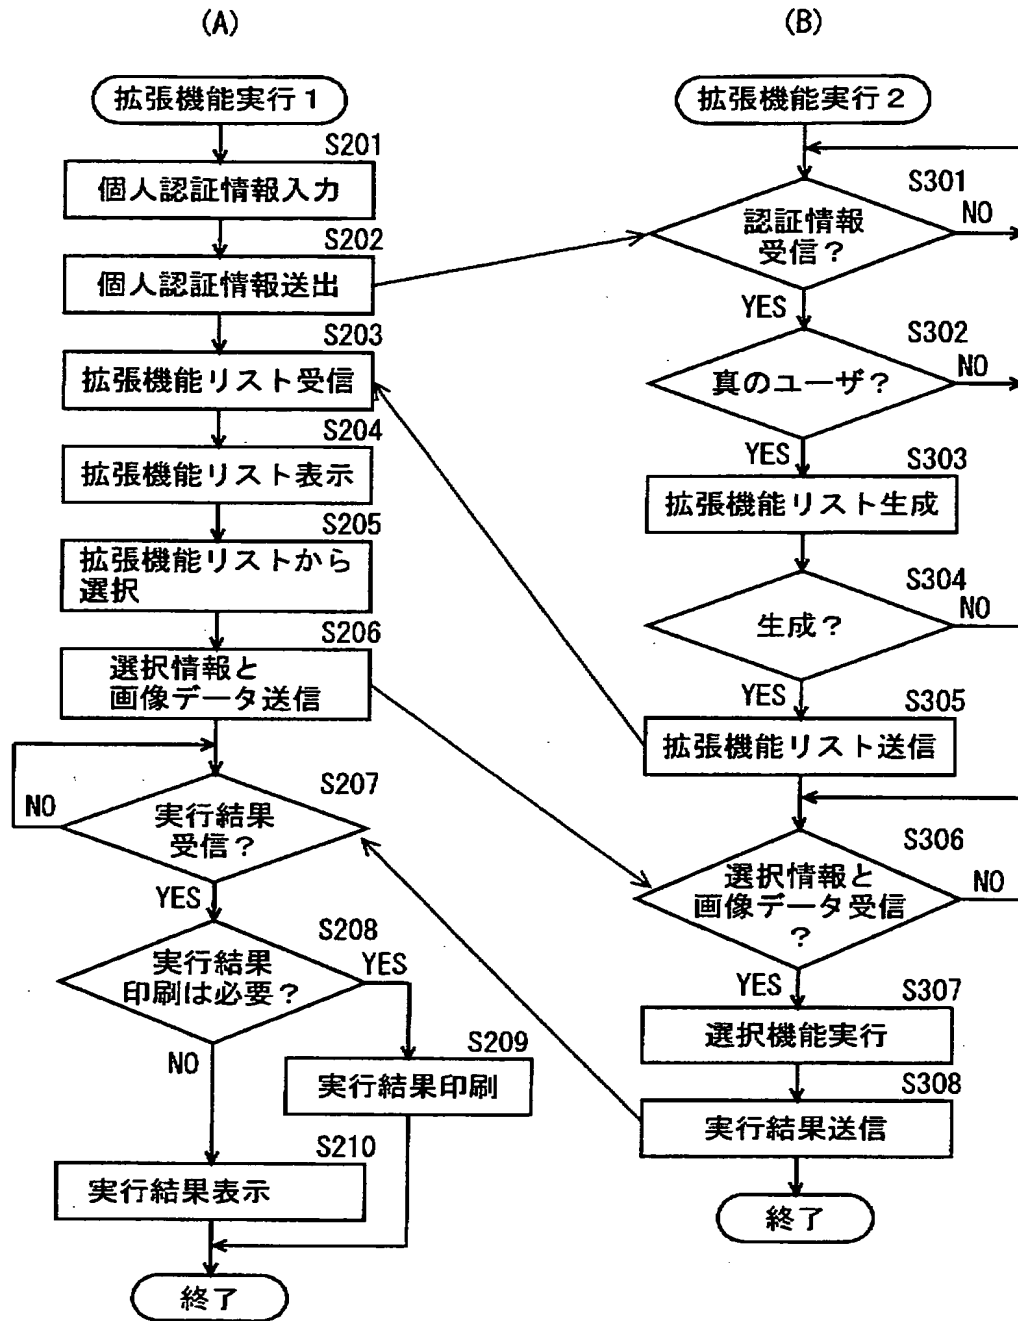 (A)
拡張機能実行１
S201
個人認証情報入力
S202
個人認証情報送出
S203
拡張機能リスト受信
S204
拡張機能リスト表示
S205
拡張機能リストから
選択
S206
選択情報と
画像データ送信
S207
実行結果
受信？
NO
YES
S208
実行結果
印刷は必要？
YES
NO
S209
実行結果印刷
S210
実行結果表示
終了
(B)
拡張機能実行２
S301
認証情報
受信？
NO
YES
S302
真のユーザ？
NO
YES
S303
拡張機能リスト生成
S304
生成？
NO
YES
S305
拡張機能リスト送信
S306
選択情報と
画像データ受信
？
NO
YES
S307
選択機能実行
S308
実行結果送信
終了